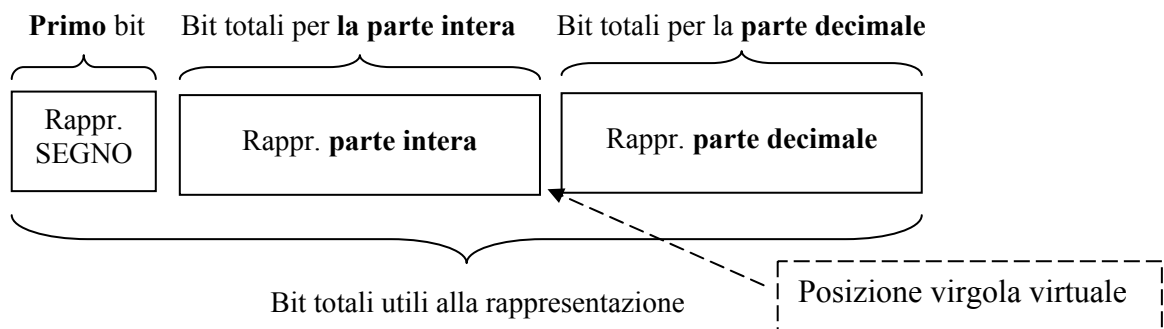 Primo bit
Bit totali per la parte intera
Bit totali per la parte decimale
Rappr.
SEGNO
Rappr. parte intera
Rappr. parte decimale
Bit totali utili alla rappresentazione
Posizione virgola virtuale